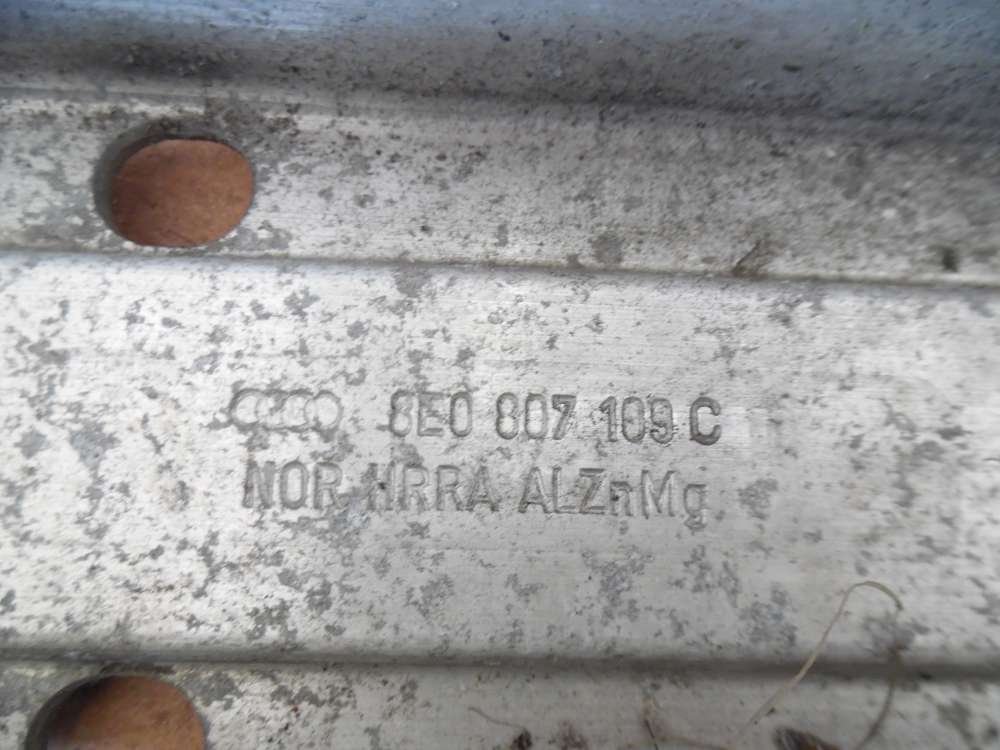 8E0 807 109 C
NOR HRRA ALZnMg